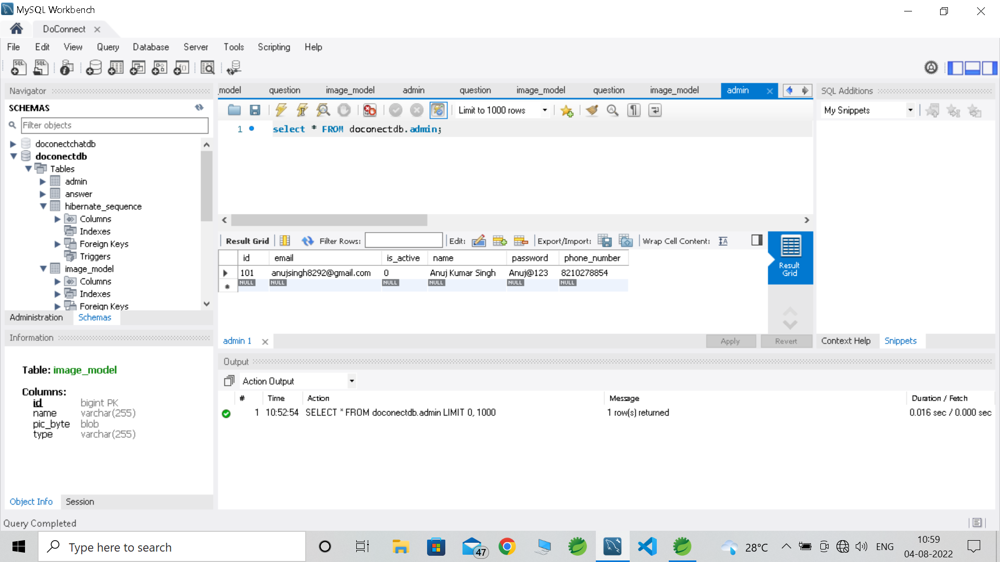 MySQL Workbench
DoConnect
File Edit View Query Database Server Tools Scripting Help
Navigator
SCHEMAS
Filter objects
doconectchatdb
doconectdb
Tables
admin
answer
hibernate_sequence
Columns
Indexes
Foreign Keys
Triggers
image_model
Columns
Indexes
Foreign Keys
Administration Schemas
Information
Table: image_model
Columns:
id bigint PK
name varchar(255)
pic_byte blob
type varchar(255)
Object Info Session
_model question image_model admin question image_model question image_model admin
Limit to 1000 rows
1 select * FROM doconectdb.admin;
Result Grid Filter Rows: Edit: Export/Import: Wrap Cell Content:
id email is_active name password phone_number
101 anujsingh8292@gmail.com 0 Anuj Kumar Singh Anuj@123 8210278854
NULL NULL NULL NULL NULL NULL
Result
Grid
admin 1 Apply Revert
SQL Additions
My Snippets
Context Help Snippets
Output
Action Output
# Time Action Message Duration / Fetch
1 10:52:54 SELECT * FROM doconectdb.admin LIMIT 0, 1000 1 row(s) returned 0.016 sec / 0.000 sec
Query Completed
Type here to search
47
28°C
ENG
10:59
04-08-2022